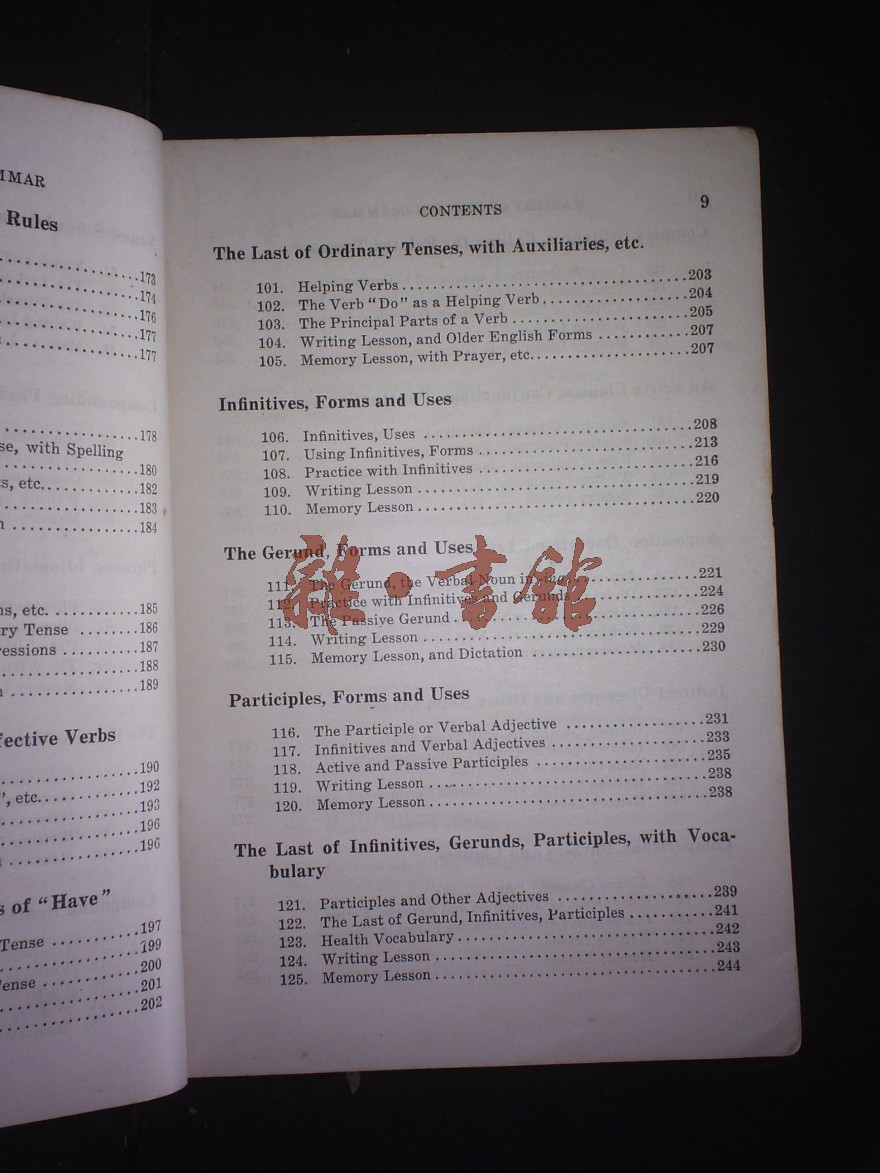 MMAR
Rules
173
174
176
177
177
178
se, with Spelling
180
s, etc. 182
183
184
ns, etc. 185
ry Tense 186
essions 187
188
189
fective Verbs
190
", etc. 192
193
196
196
s of "Have"
Tense 197
199
ense 200
201
202
CONTENTS 9
The Last of Ordinary Tenses, with Auxiliaries, etc.
101. Helping Verbs 203
102. The Verb "Do" as a Helping Verb 204
103. The Principal Parts of a Verb 205
104. Writing Lesson, and Older English Forms 207
105. Memory Lesson, with Prayer, etc. 207
Infinitives, Forms and Uses
106. Infinitives, Uses 208
107. Using Infinitives, Forms 213
108. Practice with Infinitives 216
109. Writing Lesson 219
110. Memory Lesson 220
The Gerund, Forms and Uses
111. The Gerund, the Verbal Noun in -ing 221
112. Practice with Infinitives and Gerunds 224
113. The Passive Gerund 226
114. Writing Lesson 229
115. Memory Lesson, and Dictation 230
雜·書館
Participles, Forms and Uses
116. The Participle or Verbal Adjective 231
117. Infinitives and Verbal Adjectives 233
118. Active and Passive Participles 235
119. Writing Lesson 238
120. Memory Lesson 238
The Last of Infinitives, Gerunds, Participles, with Voca-
bulary
121. Participles and Other Adjectives 239
122. The Last of Gerund, Infinitives, Participles 241
123. Health Vocabulary 242
124. Writing Lesson 243
125. Memory Lesson 244